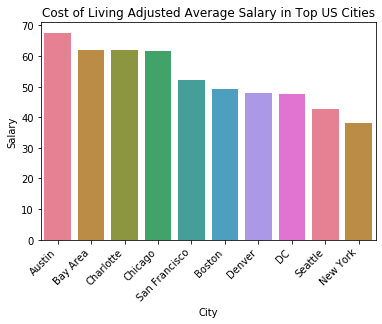 Cost of Living Adjusted Average Salary in Top US Cities
70
60
50
40
30
20
10
0
Salary
Austin
Bay Area
Charlotte
Chicago
San Francisco
Boston
Denver
DC
Seattle
New York
City